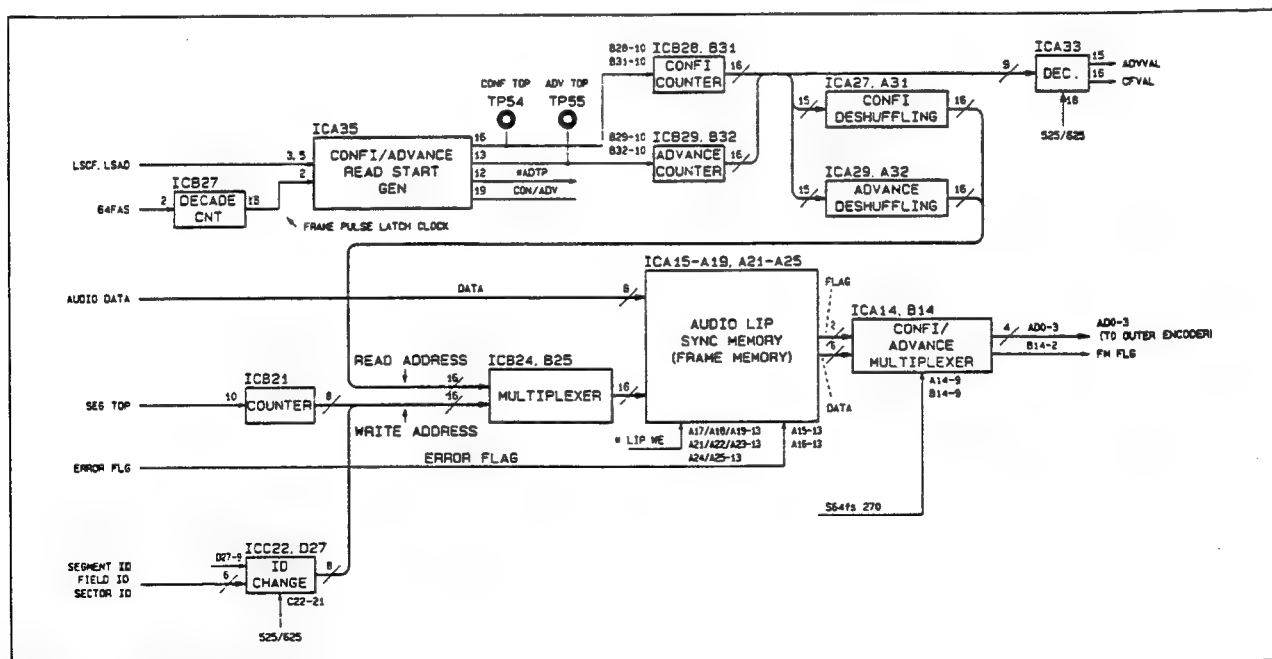 ICB28, B31
B28-10
B31-10
CONFI
COUNTER
16
CONF TOP
TP54
ADV TOP
TP55
ICA33
9
DEC.
15
ADVVAL
16
CFVAL
18
525/625
ICA27, A31
15
CONFI
DESHUFFLING
16
ICA35
LSCF, LSAD
3, 5
2
CONFI/ADVANCE
READ START
GEN
16
13
12
*ADTP
19
CON/ADV
B29-10
B32-10
ICB29, B32
ADVANCE
COUNTER
16
ICA29, A32
15
ADVANCE
DESHUFFLING
16
ICB27
64FAS
2
DECADE
CNT
15
FRAME PULSE LATCH CLOCK
ICA15-A19, A21-A25
AUDIO DATA
DATA
8
AUDIO LIP
SYNC MEMORY
(FRAME MEMORY)
FLAG
2
6
DATA
ICA14, B14
CONFI/
ADVANCE
MULTIPLEXER
4
AD0-3
AD0-3
(TO OUTER ENCODER)
B14-2
FM FLG
A14-9
B14-9
READ ADDRESS
16
ICB24, B25
MULTIPLEXER
16
ICB21
SEG TOP
10
COUNTER
8
16
WRITE ADDRESS
* LIP WE
A17/A18/A19-13
A21/A22/A23-13
A24/A25-13
A15-13
A16-13
ERROR FLG
ERROR FLAG
S64fs 270
ICC22, D27
SEGMENT ID
FIELD ID
SECTOR ID
D27-9
6
ID
CHANGE
8
C22-21
525/625